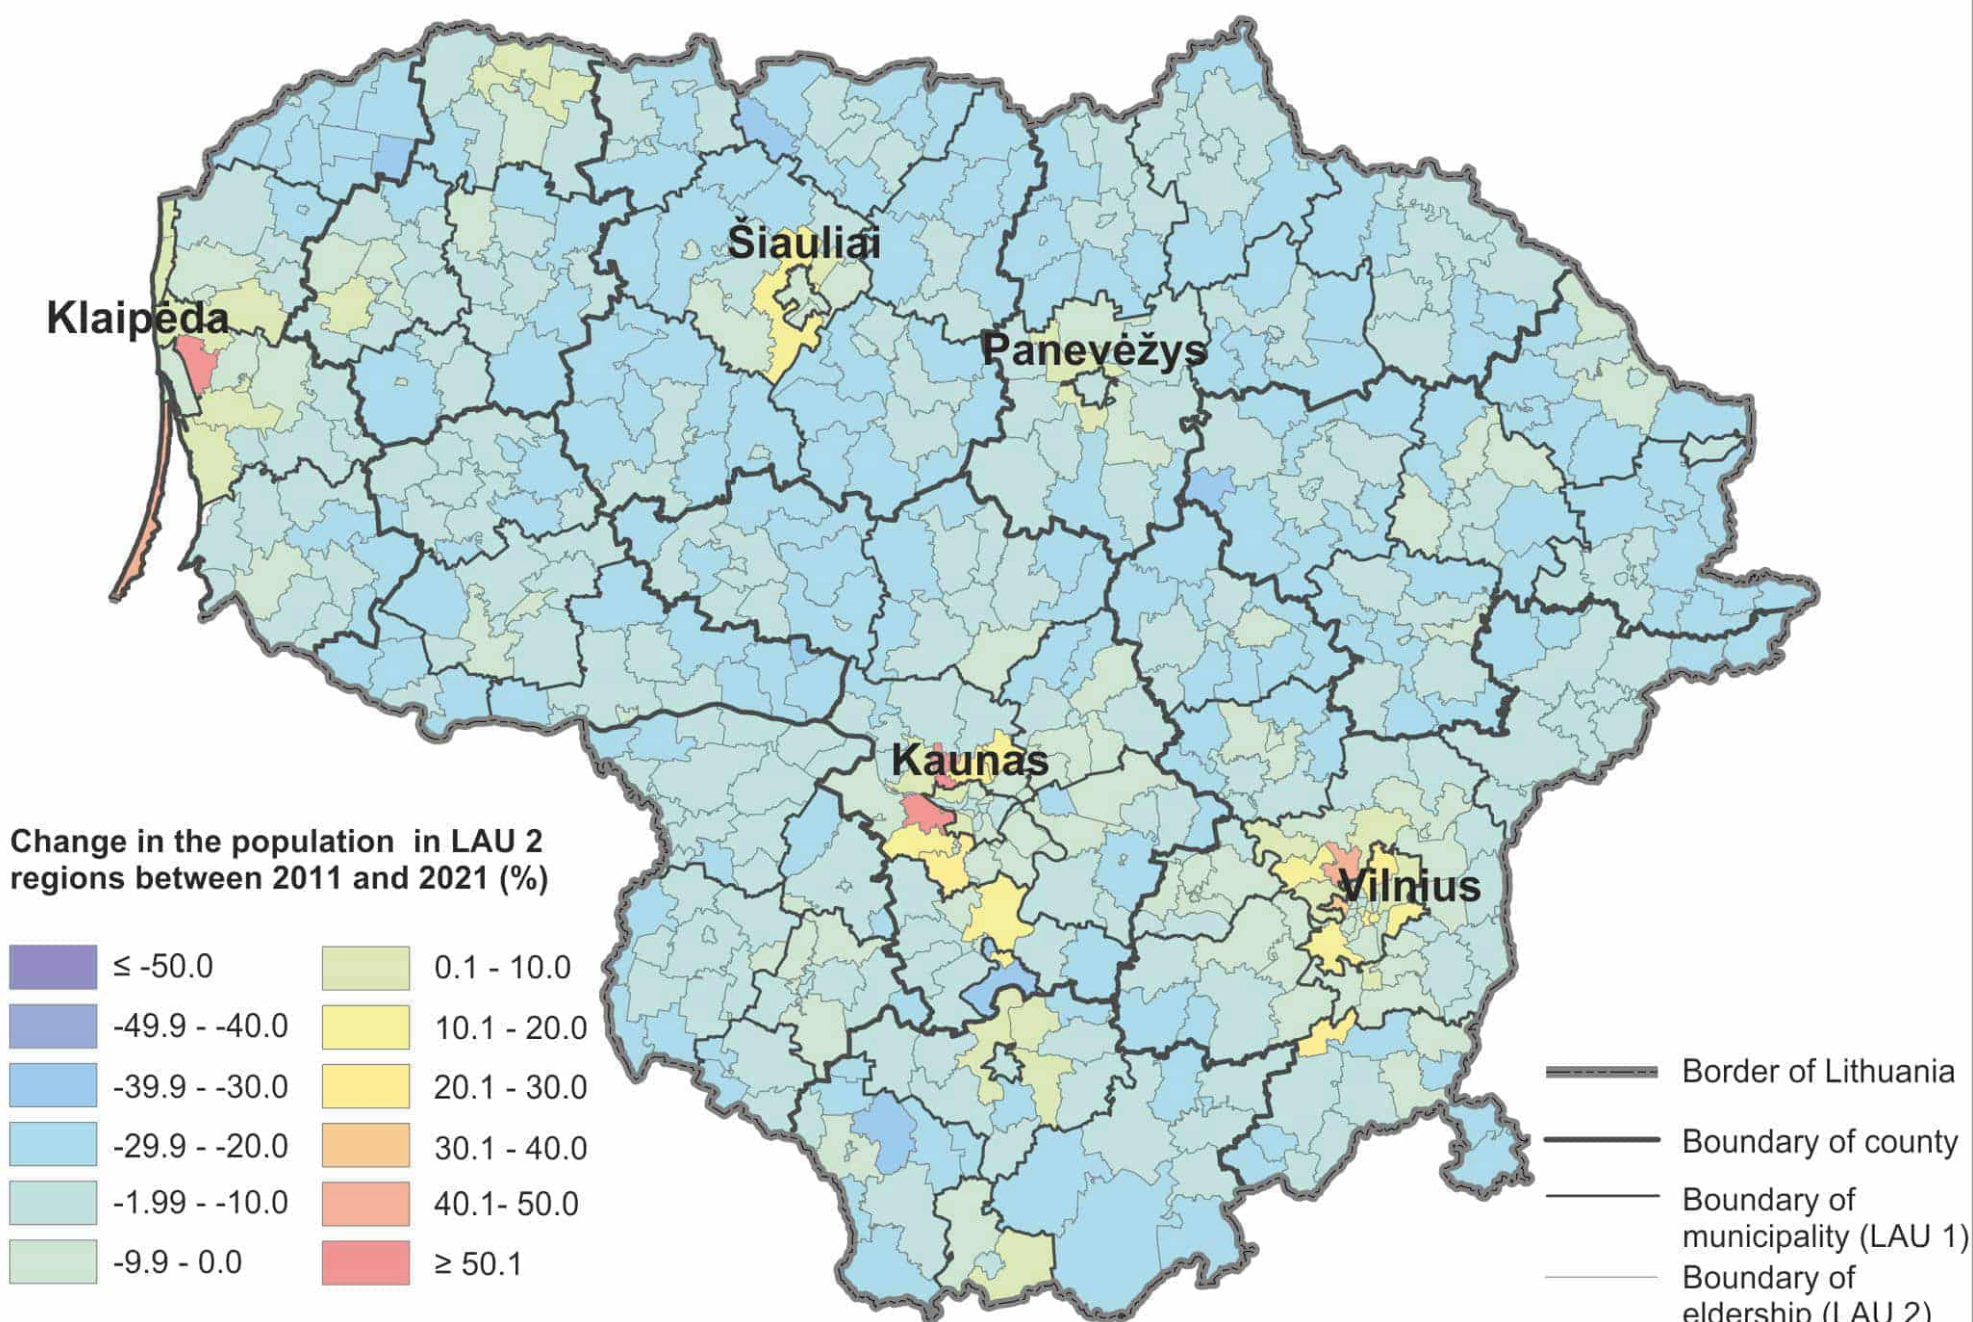 Šiauliai
Klaipėda
Panevėžys
Kaunas
Vilnius
Change in the population in LAU 2
regions between 2011 and 2021 (%)
≤ -50.0
-49.9 - -40.0
-39.9 - -30.0
-29.9 - -20.0
-1.99 - -10.0
-9.9 - 0.0
0.1 - 10.0
10.1 - 20.0
20.1 - 30.0
30.1 - 40.0
40.1- 50.0
≥ 50.1
Border of Lithuania
Boundary of county
Boundary of
municipality (LAU 1)
Boundary of
eldership (LAU 2)